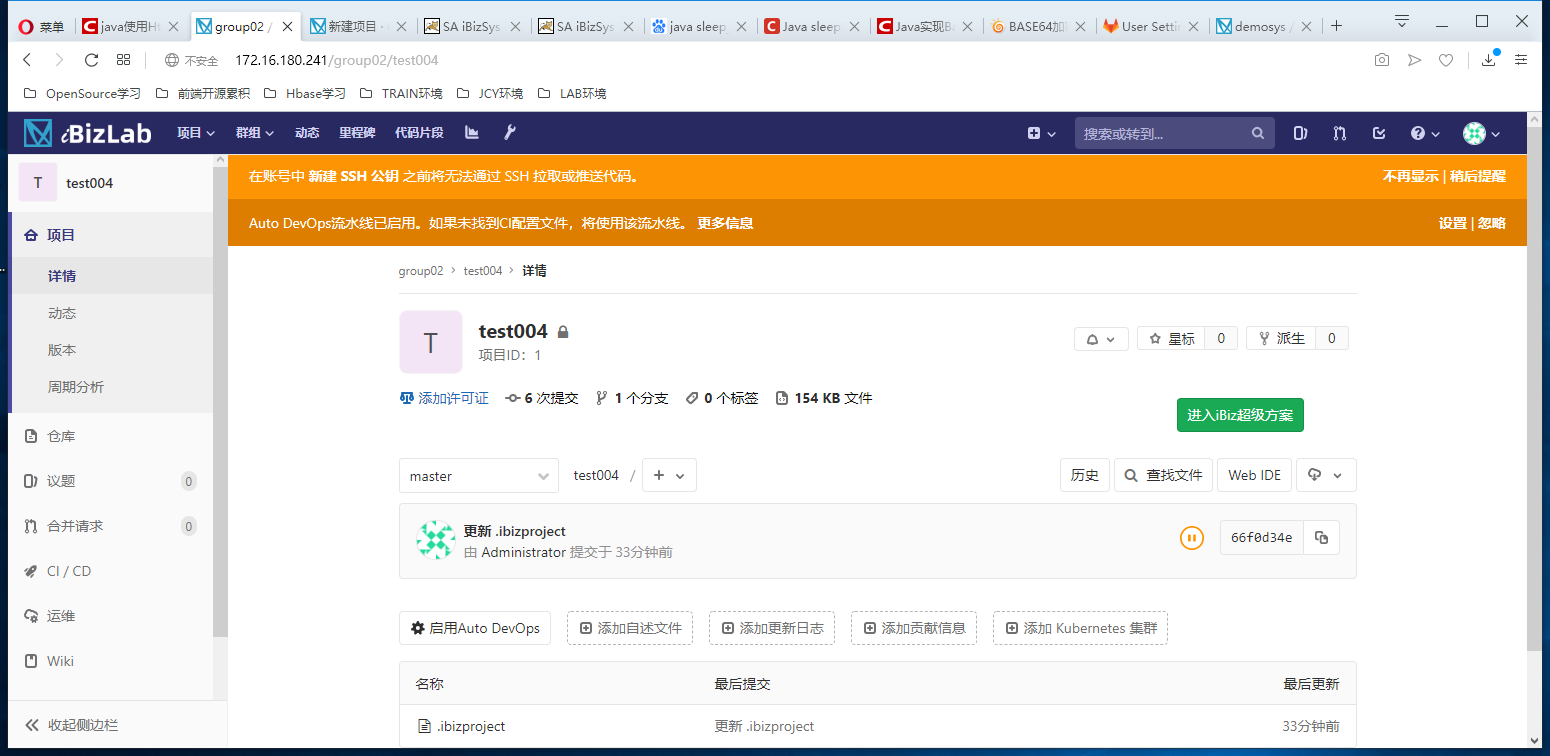 菜单 java使用Ht group02 / 新建项目 · SA iBizSys SA iBizSys java sleep_ Java sleep Java实现Ba BASE64加 User Setti demosys /
不安全 172.16.180.241/group02/test004
OpenSource学习 前端开源累积 Hbase学习 TRAIN环境 JCY环境 LAB环境
iBizLab 项目 群组 动态 里程碑 代码片段 搜索或转到...
T test004
在账号中 新建 SSH 公钥 之前将无法通过 SSH 拉取或推送代码。 不再显示 | 稍后提醒
Auto DevOps流水线已启用。如果未找到CI配置文件，将使用该流水线。 更多信息 设置 | 忽略
项目
详情
动态
版本
周期分析
仓库
议题 0
合并请求 0
CI / CD
运维
Wiki
收起侧边栏
group02 > test004 > 详情
T test004
项目ID： 1
星标 0 派生 0
添加许可证 6 次提交 1 个分支 0 个标签 154 KB 文件
进入iBiz超级方案
master test004 / + 历史 查找文件 Web IDE
更新 .ibizproject
由 Administrator 提交于 33分钟前
66f0d34e
启用Auto DevOps 添加自述文件 添加更新日志 添加贡献信息 添加 Kubernetes 集群
名称 最后提交 最后更新
.ibizproject 更新 .ibizproject 33分钟前